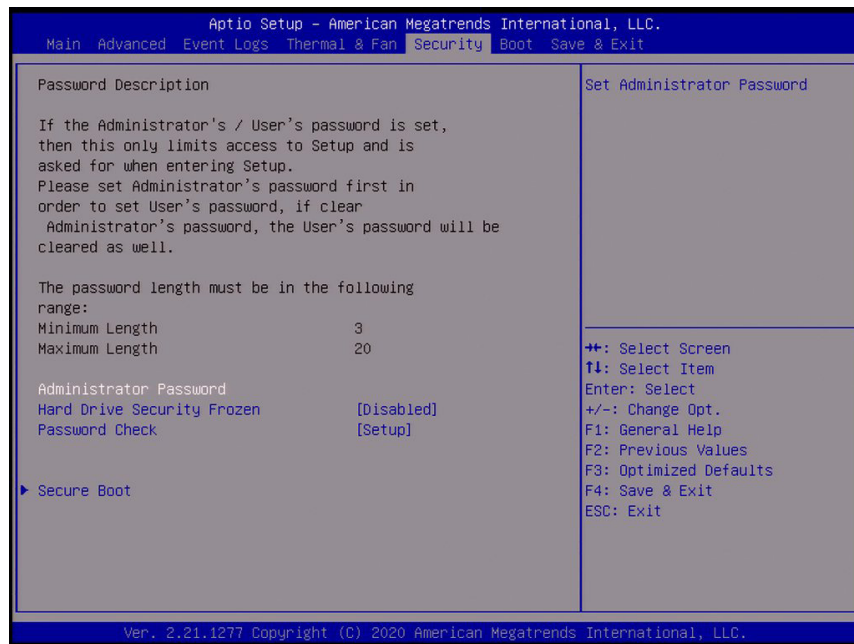 Aptio Setup – American Megatrends International, LLC.
Main Advanced Event Logs Thermal & Fan Security Boot Save & Exit
Password Description
Set Administrator Password
If the Administrator's / User's password is set,
then this only limits access to Setup and is
asked for when entering Setup.
Please set Administrator's password first in
order to set User's password, if clear
Administrator's password, the User's password will be
cleared as well.
The password length must be in the following
range:
Minimum Length 3
Maximum Length 20
Administrator Password
Hard Drive Security Frozen [Disabled]
Password Check [Setup]
Secure Boot
→←: Select Screen
↑↓: Select Item
Enter: Select
+/-: Change Opt.
F1: General Help
F2: Previous Values
F3: Optimized Defaults
F4: Save & Exit
ESC: Exit
Ver. 2.21.1277 Copyright (C) 2020 American Megatrends International, LLC.